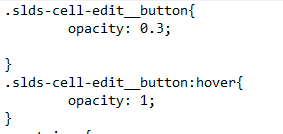 .slds-cell-edit__button{
        opacity: 0.3;

}
.slds-cell-edit__button:hover{
        opacity: 1;
}